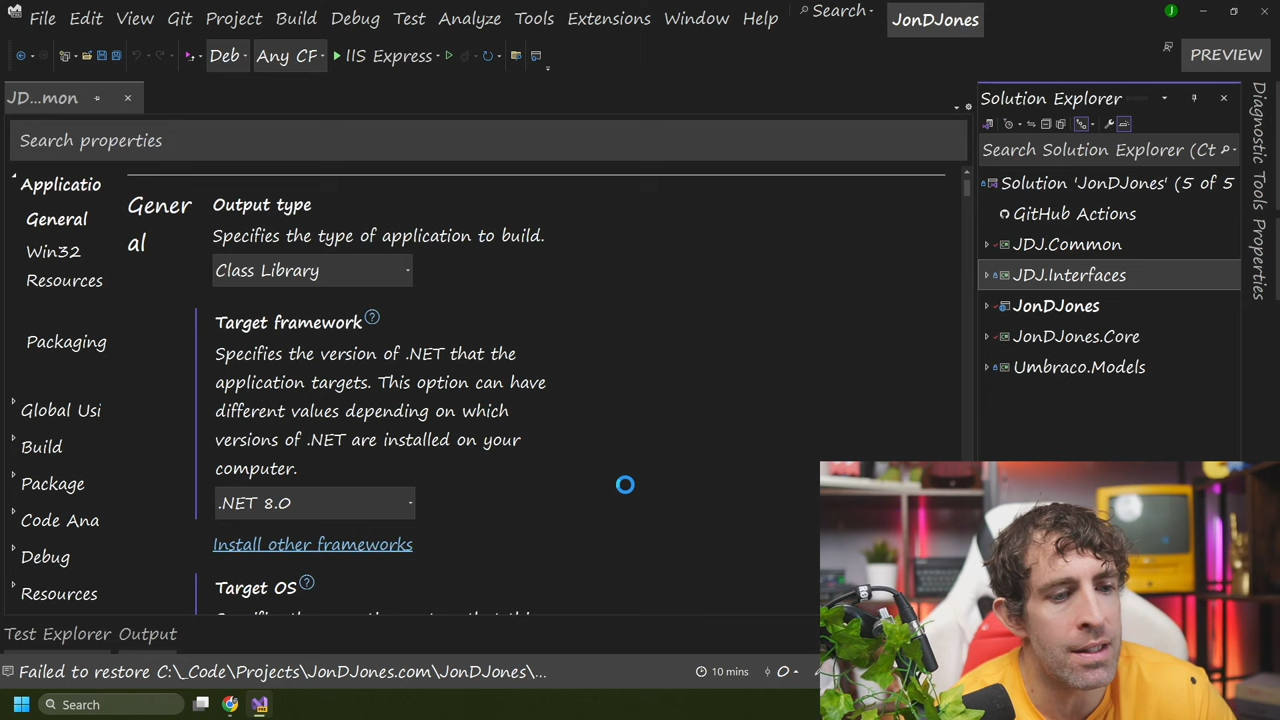 File Edit View Git Project Build Debug Test Analyze Tools Extensions Window Help Search JonDJones
J
Deb Any CF IIS Express PREVIEW
JD...mon
Search properties
Applicatio
General
Win32
Resources
Packaging
Global Usi
Build
Package
Code Ana
Debug
Resources
Gener
al
Output type
Specifies the type of application to build.
Class Library
Target framework
Specifies the version of .NET that the
application targets. This option can have
different values depending on which
versions of .NET are installed on your
computer.
.NET 8.0
Install other frameworks
Target OS
Solution Explorer
Search Solution Explorer (Ct
Solution 'JonDJones' (5 of 5
GitHub Actions
JDJ.Common
JDJ.Interfaces
JonDJones
JonDJones.Core
Umbraco.Models
Diagnostic Tools
Properties
Test Explorer Output
Failed to restore C:\_Code\Projects\JonDJones.com\JonDJones\...
10 mins
0
Search